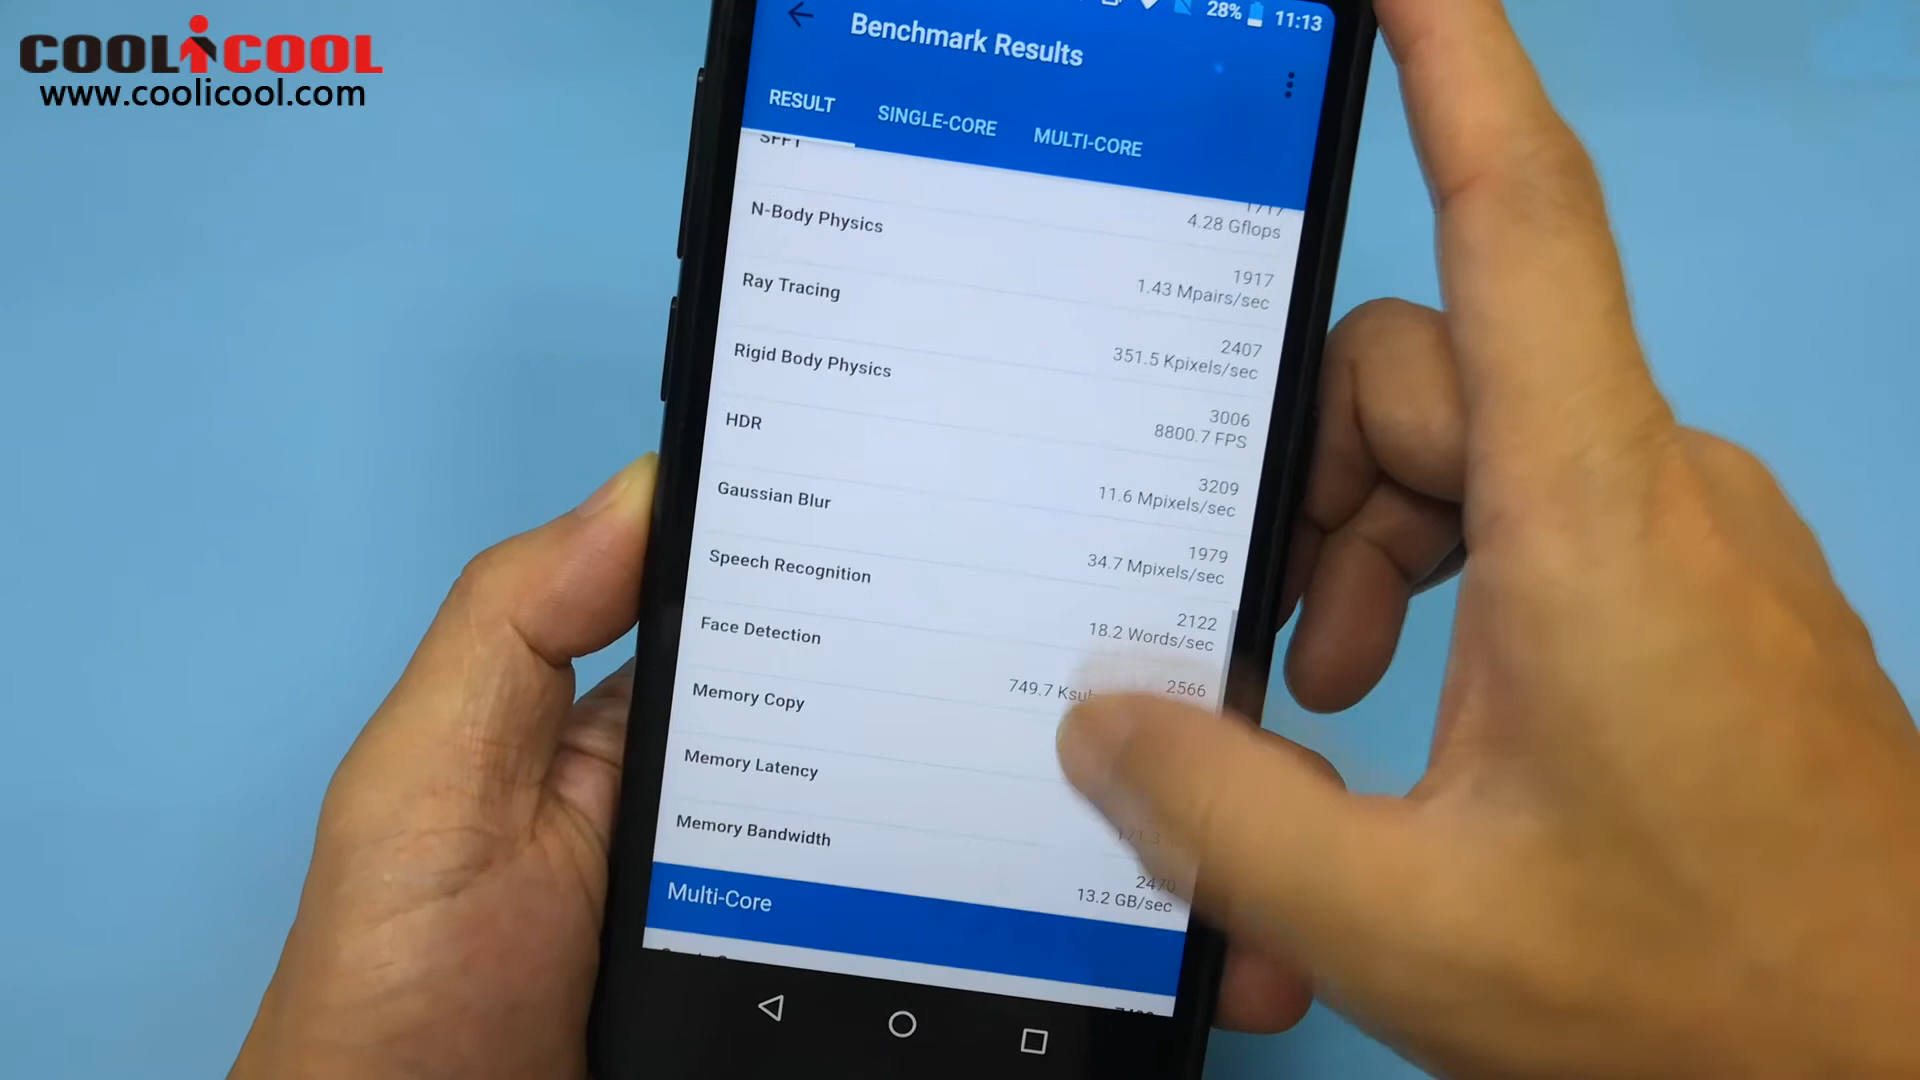 COOLiCOOL
www.coolicool.com
28% 11:13
Benchmark Results
RESULT SINGLE-CORE MULTI-CORE
SFFT 1717
4.28 Gflops
N-Body Physics 1917
1.43 Mpairs/sec
Ray Tracing 2407
351.5 Kpixels/sec
Rigid Body Physics 3006
8800.7 FPS
HDR 3209
11.6 Mpixels/sec
Gaussian Blur 1979
34.7 Mpixels/sec
Speech Recognition 2122
18.2 Words/sec
Face Detection 2566
749.7
Memory Copy
Memory Latency
171.3
Memory Bandwidth 2470
13.2 GB/sec
Multi-Core